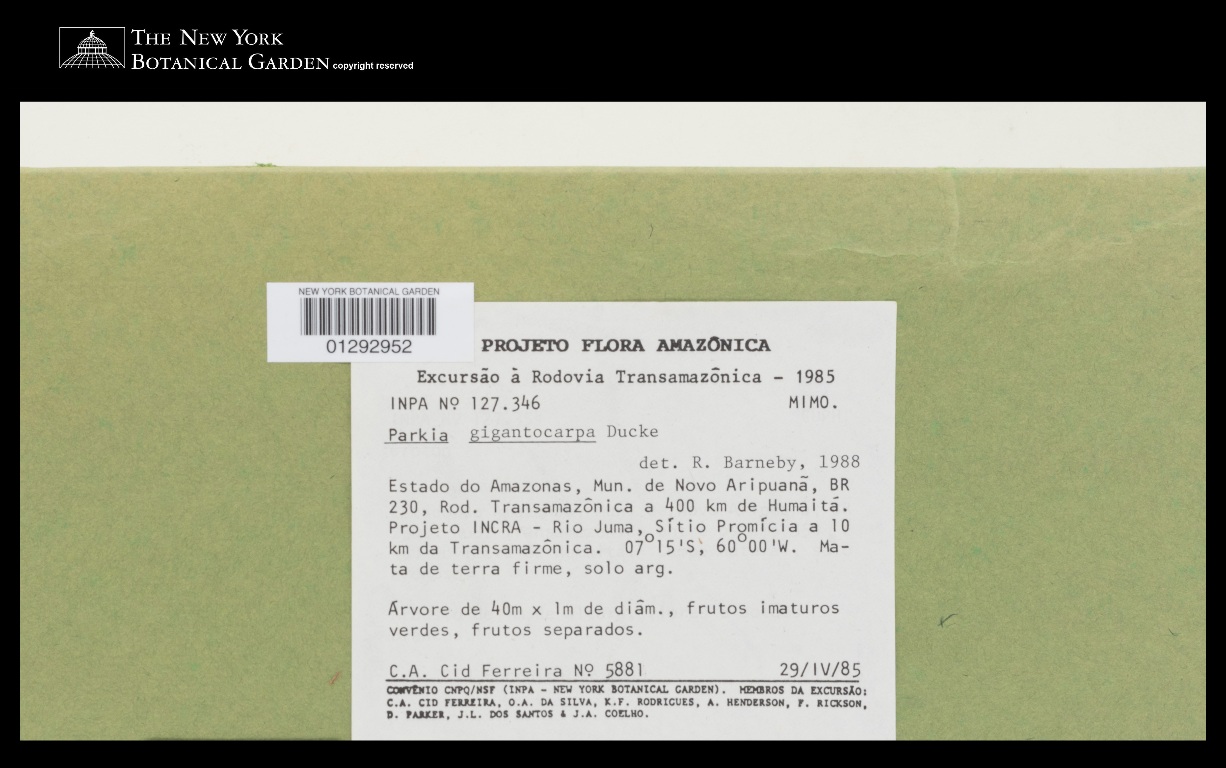 THE NEW YORK
BOTANICAL GARDEN copyright reserved
NEW YORK BOTANICAL GARDEN
01292952
PROJETO FLORA AMAZÔNICA
Excursão à Rodovia Transamazônica - 1985
INPA Nº 127.346 MIMO.
Parkia gigantocarpa Ducke
det. R. Barneby, 1988
Estado do Amazonas, Mun. de Novo Aripuanã, BR
230, Rod. Transamazônica a 400 km de Humaitá.
Projeto INCRA - Rio Juma, Sítio Promícia a 10
km da Transamazônica. 07°15'S; 60°00'W. Ma-
ta de terra firme, solo arg.
Árvore de 40m x 1m de diâm., frutos imaturos
verdes, frutos separados.
C.A. Cid Ferreira Nº 5881 29/IV/85
CONVÊNIO CNPQ/NSF (INPA - NEW YORK BOTANICAL GARDEN). MEMBROS DA EXCURSÃO:
C.A. CID FERREIRA, O.A. DA SILVA, K.F. RODRIGUES, A. HENDERSON, F. RICKSON,
D. PARKER, J.L. DOS SANTOS & J.A. COELHO.